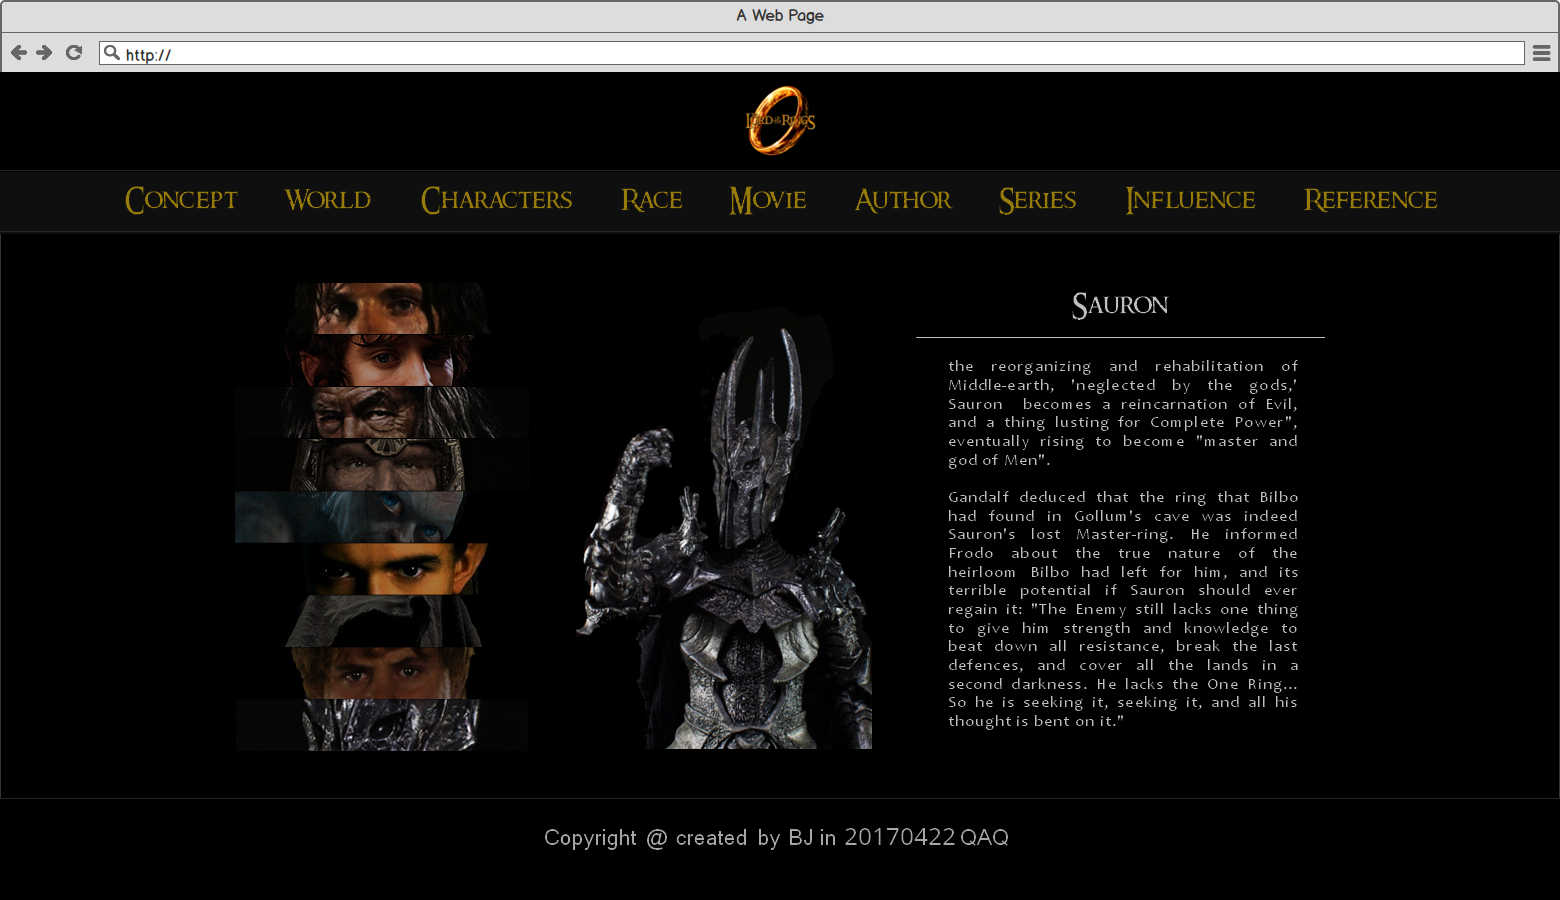 A Web Page
http://
LORD OF THE RINGS
CONCEPT WORLD CHARACTERS RACE MOVIE AUTHOR SERIES INFLUENCE REFERENCE
SAURON
the reorganizing and rehabilitation of
Middle-earth, 'neglected by the gods,'
Sauron becomes a reincarnation of Evil,
and a thing lusting for Complete Power",
eventually rising to become "master and
god of Men".
Gandalf deduced that the ring that Bilbo
had found in Gollum's cave was indeed
Sauron's lost Master-ring. He informed
Frodo about the true nature of the
heirloom Bilbo had left for him, and its
terrible potential if Sauron should ever
regain it: "The Enemy still lacks one thing
to give him strength and knowledge to
beat down all resistance, break the last
defences, and cover all the lands in a
second darkness. He lacks the One Ring...
So he is seeking it, seeking it, and all his
thought is bent on it."
Copyright @ created by BJ in 20170422 QAQ